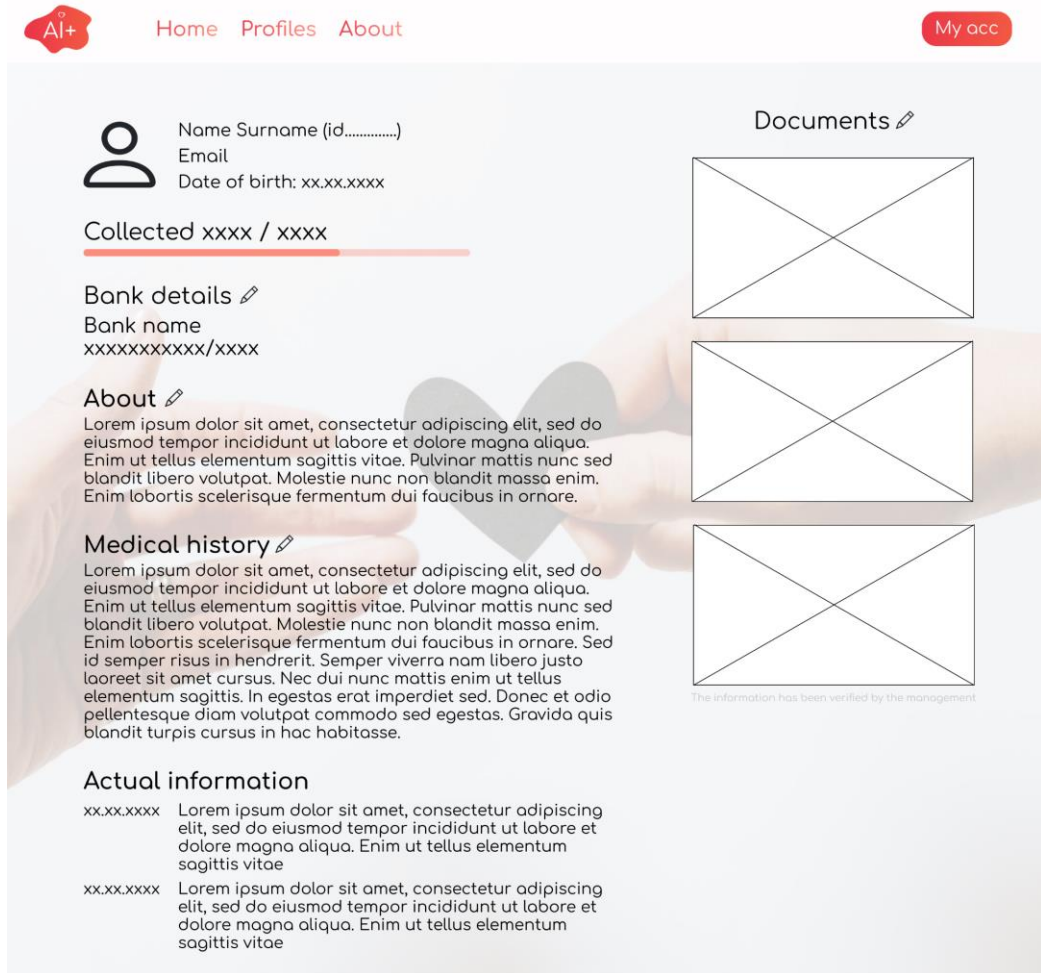 AI+
Home Profiles About
My acc
Name Surname (id..............)
Email
Date of birth: xx.xx.xxxx
Collected xxxx / xxxx
Bank details
Bank name
xxxxxxxxxxx/xxxx
About
Lorem ipsum dolor sit amet, consectetur adipiscing elit, sed do
eiusmod tempor incididunt ut labore et dolore magna aliqua.
Enim ut tellus elementum sagittis vitae. Pulvinar mattis nunc sed
blandit libero volutpat. Molestie nunc non blandit massa enim.
Enim lobortis scelerisque fermentum dui faucibus in ornare.
Medical history
Lorem ipsum dolor sit amet, consectetur adipiscing elit, sed do
eiusmod tempor incididunt ut labore et dolore magna aliqua.
Enim ut tellus elementum sagittis vitae. Pulvinar mattis nunc sed
blandit libero volutpat. Molestie nunc non blandit massa enim.
Enim lobortis scelerisque fermentum dui faucibus in ornare. Sed
id semper risus in hendrerit. Semper viverra nam libero justo
laoreet sit amet cursus. Nec dui nunc mattis enim ut tellus
elementum sagittis. In egestas erat imperdiet sed. Donec et odio
pellentesque diam volutpat commodo sed egestas. Gravida quis
blandit turpis cursus in hac habitasse.
Actual information
xx.xx.xxxx Lorem ipsum dolor sit amet, consectetur adipiscing
elit, sed do eiusmod tempor incididunt ut labore et
dolore magna aliqua. Enim ut tellus elementum
sagittis vitae
xx.xx.xxxx Lorem ipsum dolor sit amet, consectetur adipiscing
elit, sed do eiusmod tempor incididunt ut labore et
dolore magna aliqua. Enim ut tellus elementum
sagittis vitae
Documents
The information has been verified by the management